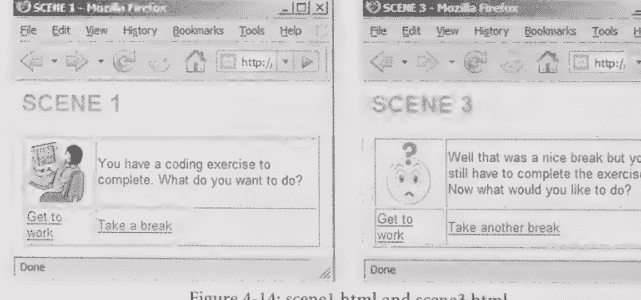 SCENE 1 - Mozilla Firefox
File Edit View History Bookmarks Tools Help
http:/
SCENE 1
You have a coding exercise to
complete. What do you want to do?
Get to
work
Take a break
Done
SCENE 3 - Mozilla Firefox
File Edit View History Bookmarks Tools
http:/
SCENE 3
?
Well that was a nice break but
still have to complete the exercise
Now what would you like to do?
Get to
work
Take another break
Done
Figure 4-14: scene1.html and scene3.html